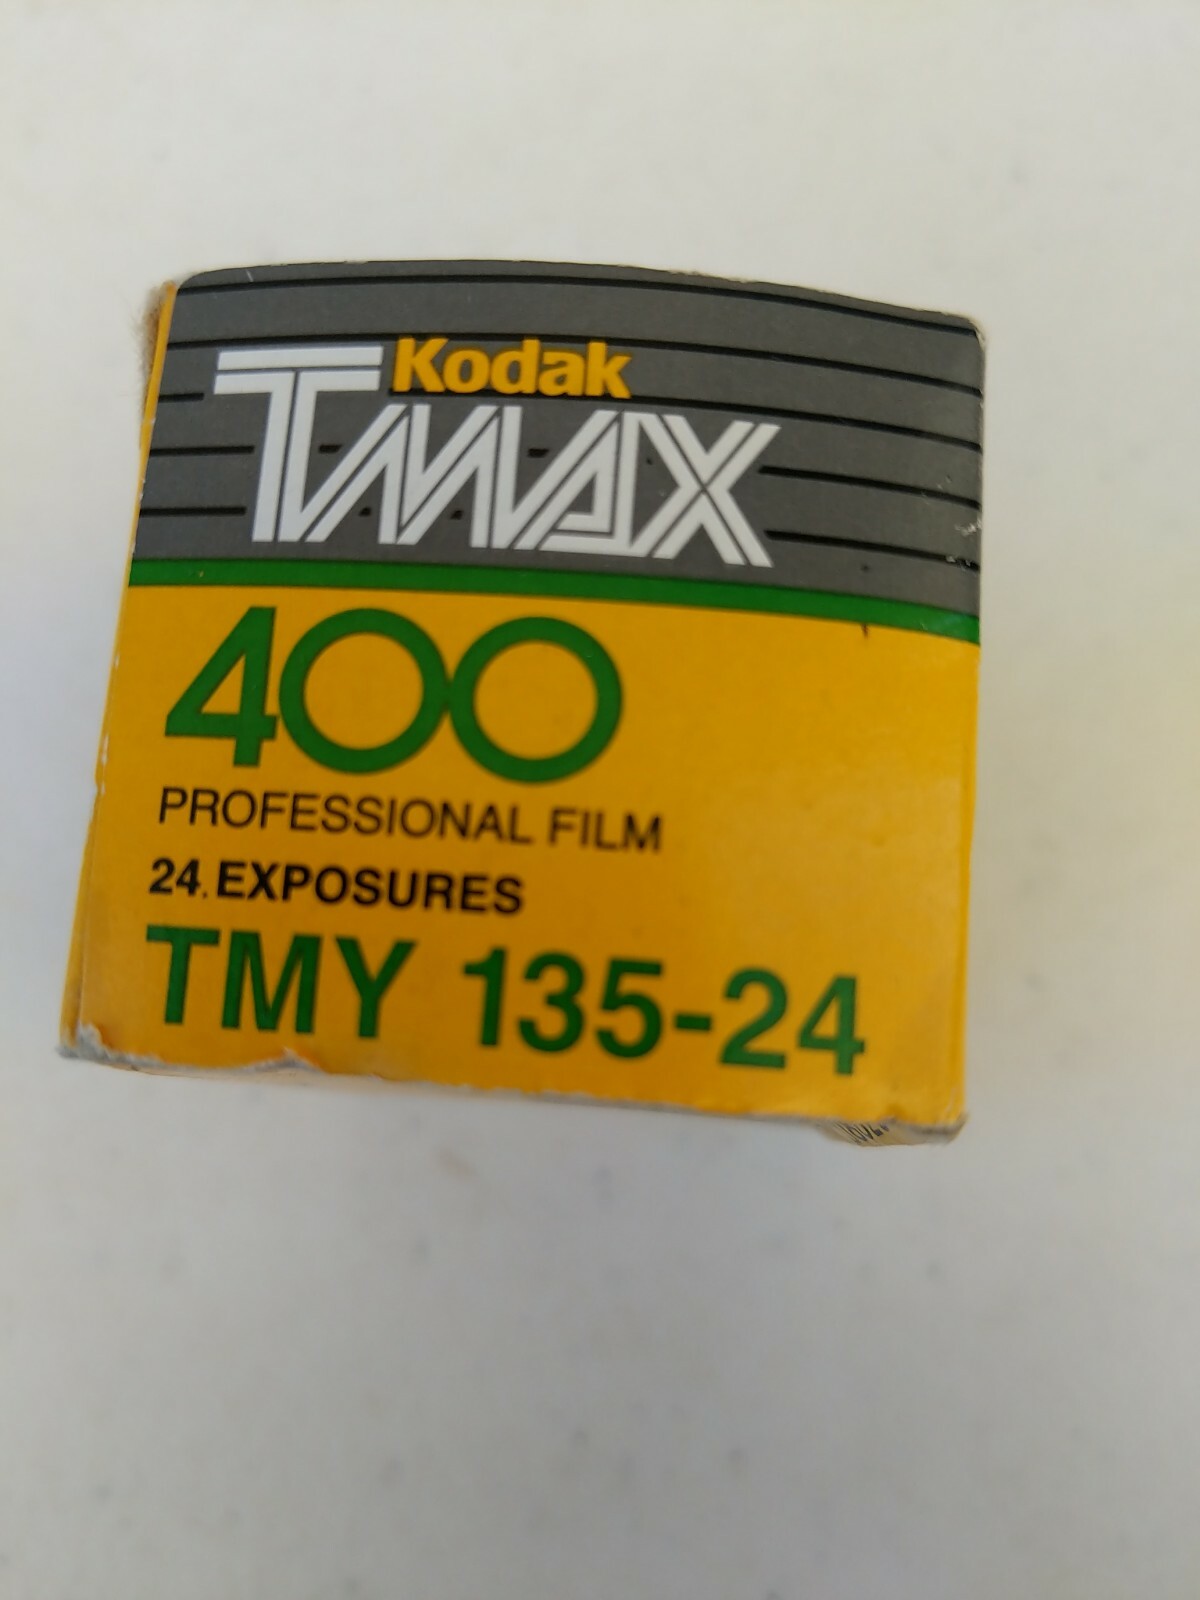 Kodak
TMAX
400
PROFESSIONAL FILM
24 EXPOSURES
TMY 135-24